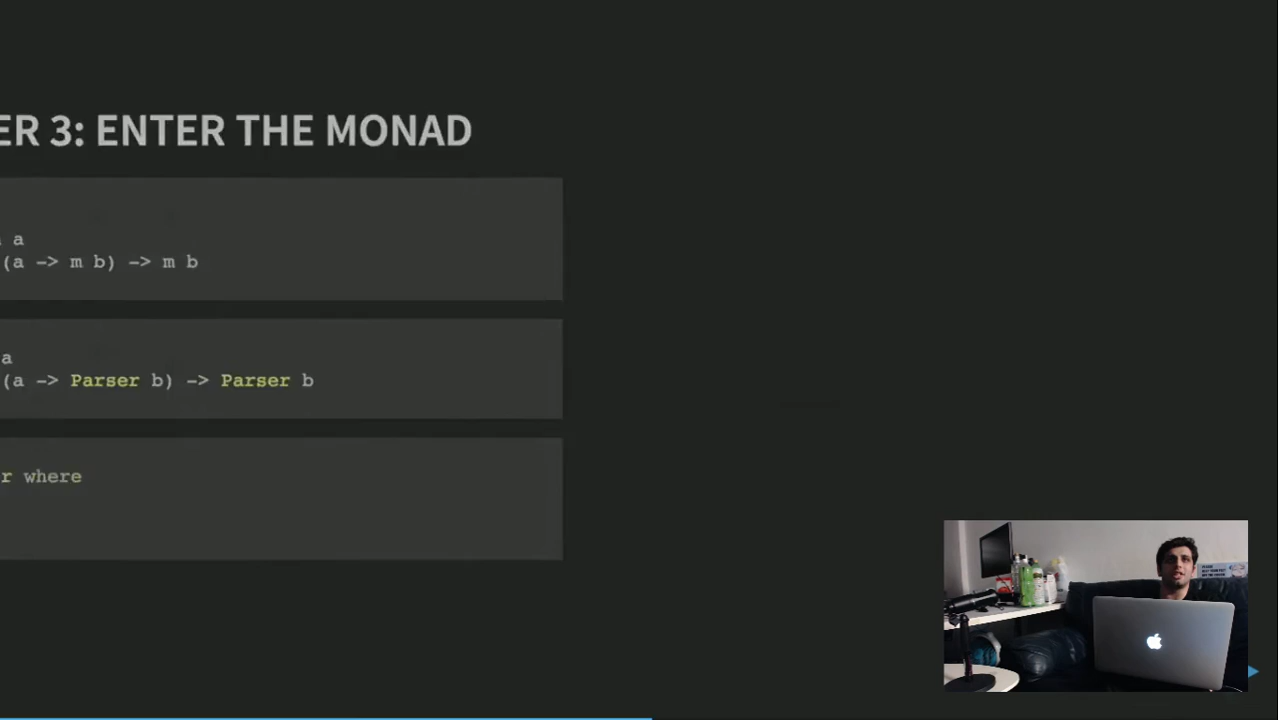 ER 3: ENTER THE MONAD
a
(a -> m b) -> m b
a
(a -> Parser b) -> Parser b
r where